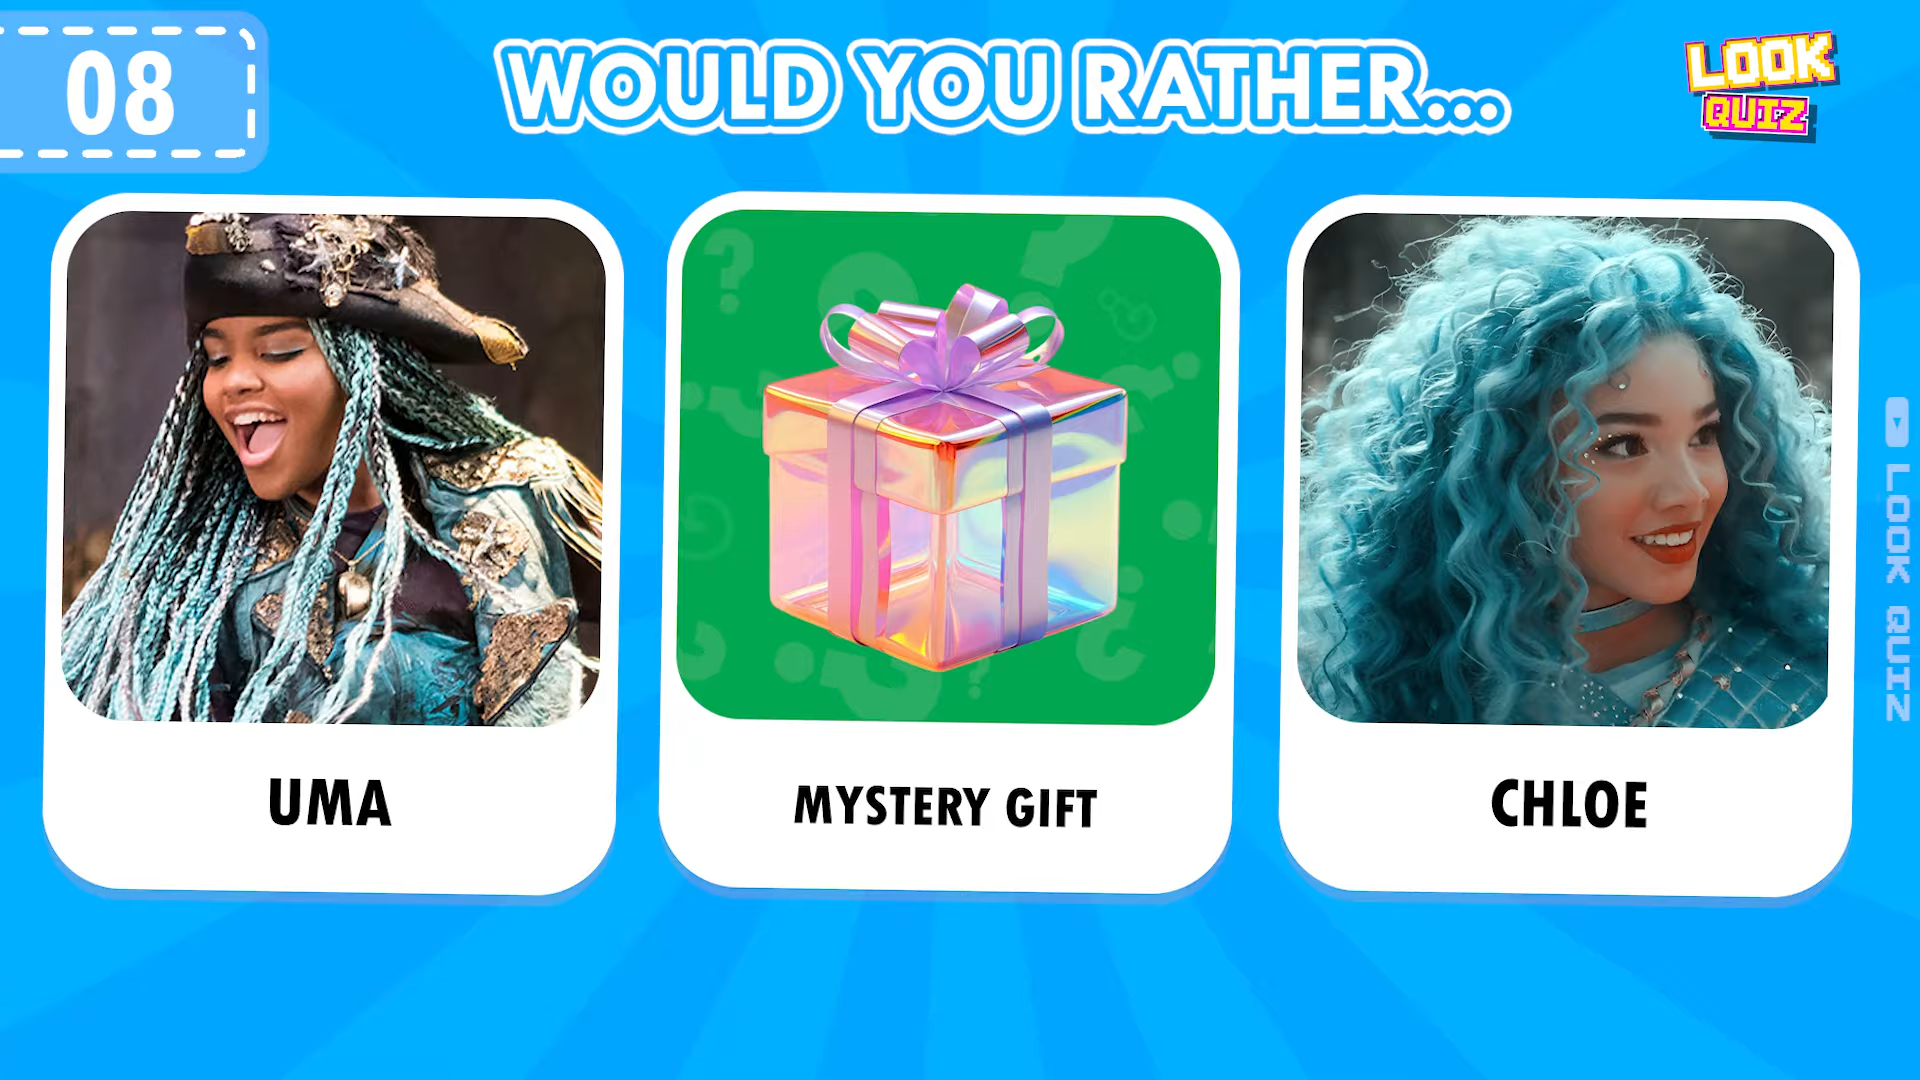 08
WOULD YOU RATHER...
LOOK
QUIZ
UMA
MYSTERY GIFT
CHLOE
LOOK QUIZ